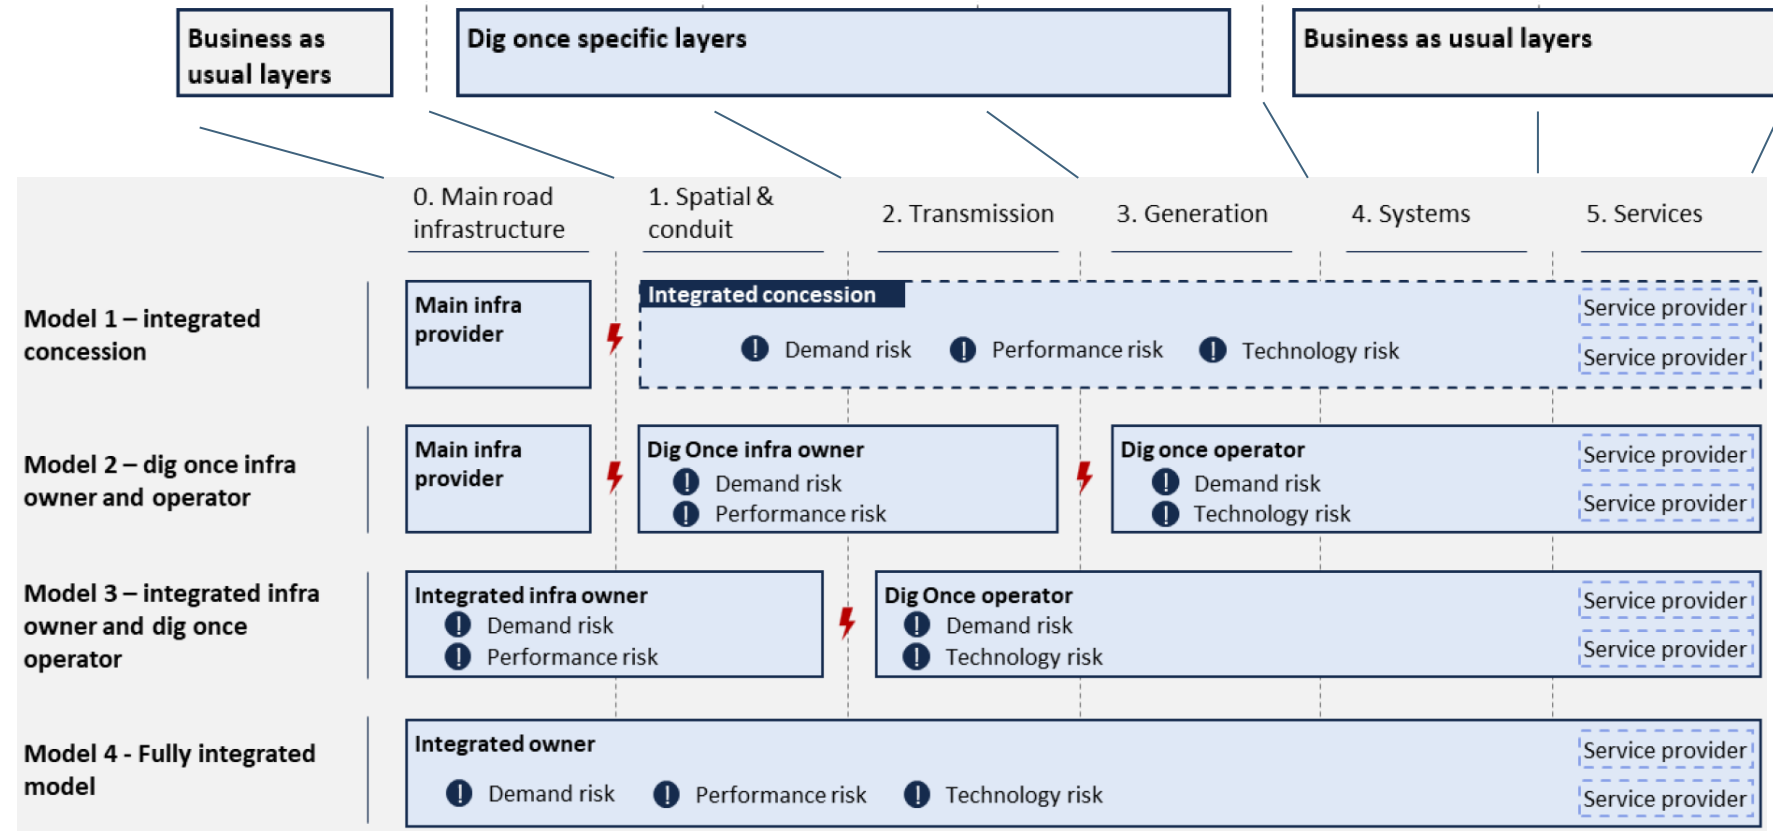 Business as
usual layers
Dig once specific layers
Business as usual layers
0. Main road
infrastructure
1. Spatial &
conduit
2. Transmission
3. Generation
4. Systems
5. Services
Model 1 – integrated
concession
Main infra
provider
Integrated concession
! Demand risk
! Performance risk
! Technology risk
Service provider
Service provider
Model 2 – dig once infra
owner and operator
Main infra
provider
Dig Once infra owner
! Demand risk
! Performance risk
Dig once operator
! Demand risk
! Technology risk
Service provider
Service provider
Model 3 – integrated infra
owner and dig once
operator
Integrated infra owner
! Demand risk
! Performance risk
Dig Once operator
! Demand risk
! Technology risk
Service provider
Service provider
Model 4 - Fully integrated
model
Integrated owner
! Demand risk
! Performance risk
! Technology risk
Service provider
Service provider